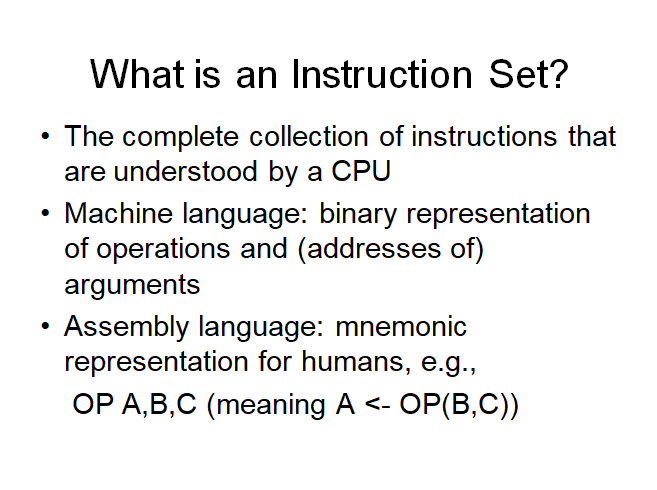 What is an Instruction Set?
• The complete collection of instructions that
are understood by a CPU
• Machine language: binary representation
of operations and (addresses of)
arguments
• Assembly language: mnemonic
representation for humans, e.g.,
OP A,B,C (meaning A <- OP(B,C))